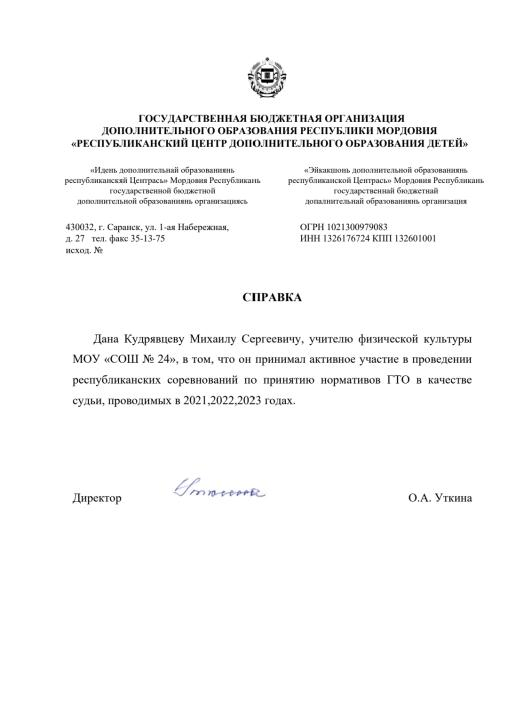 ГОСУДАРСТВЕННАЯ БЮДЖЕТНАЯ ОРГАНИЗАЦИЯ
ДОПОЛНИТЕЛЬНОГО ОБРАЗОВАНИЯ РЕСПУБЛИКИ МОРДОВИЯ
«РЕСПУБЛИКАНСКИЙ ЦЕНТР ДОПОЛНИТЕЛЬНОГО ОБРАЗОВАНИЯ ДЕТЕЙ»
«Идень дополнительнай образованиянь
республиканскяй Центрась» Мордовия Республикань
государственной бюджетной
дополнительной образованиянь организациясь
«Эйкакшонь дополнительной образованиянь
республиканской Центрась» Мордовия Республикань
государственнай бюджетнай
допалнительнай образованиянь организация
430032, г. Саранск, ул. 1-ая Набережная,
д. 27 тел. факс 35-13-75
исход. №
ОГРН 1021300979083
ИНН 1326176724 КПП 132601001
СПРАВКА
Дана Кудрявцеву Михаилу Сергеевичу, учителю физической культуры
МОУ «СОШ № 24», в том, что он принимал активное участие в проведении
республиканских соревнований по принятию нормативов ГТО в качестве
судьи, проводимых в 2021,2022,2023 годах.
Директор
О.А. Уткина